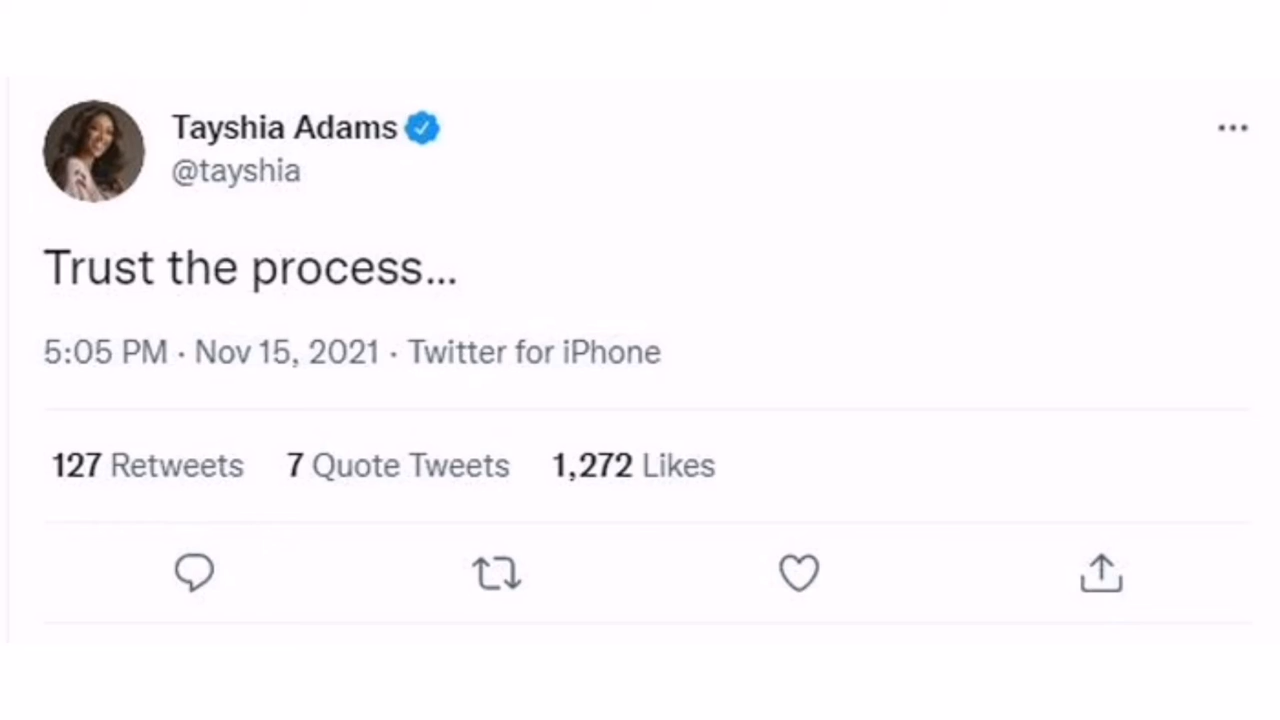 Tayshia Adams
@tayshia
Trust the process...
5:05 PM · Nov 15, 2021 · Twitter for iPhone
127 Retweets 7 Quote Tweets 1,272 Likes